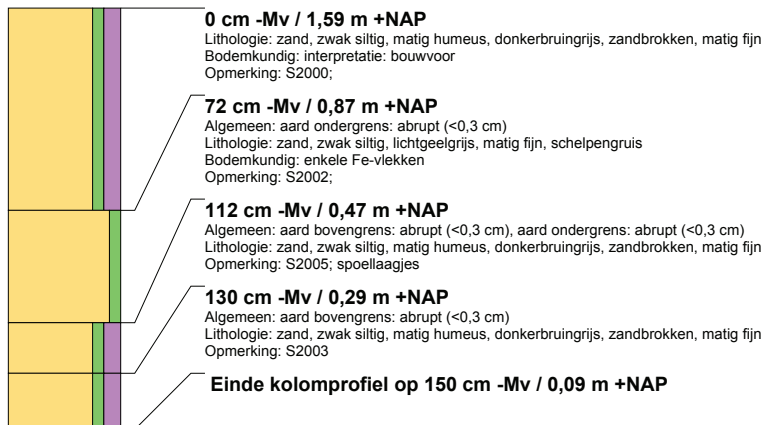 0 cm -Mv / 1,59 m +NAP
Lithologie: zand, zwak siltig, matig humeus, donkerbruingrijs, zandbrokken, matig fijn
Bodemkundig: interpretatie: bouwvoor
Opmerking: S2000;
72 cm -Mv / 0,87 m +NAP
Algemeen: aard ondergrens: abrupt (<0,3 cm)
Lithologie: zand, zwak siltig, lichtgeelgrijs, matig fijn, schelpengruis
Bodemkundig: enkele Fe-vlekken
Opmerking: S2002;
112 cm -Mv / 0,47 m +NAP
Algemeen: aard bovengrens: abrupt (<0,3 cm), aard ondergrens: abrupt (<0,3 cm)
Lithologie: zand, zwak siltig, matig humeus, donkerbruingrijs, zandbrokken, matig fijn
Opmerking: S2005; spoellaagjes
130 cm -Mv / 0,29 m +NAP
Algemeen: aard bovengrens: abrupt (<0,3 cm)
Lithologie: zand, zwak siltig, matig humeus, donkerbruingrijs, zandbrokken, matig fijn
Opmerking: S2003
Einde kolomprofiel op 150 cm -Mv / 0,09 m +NAP